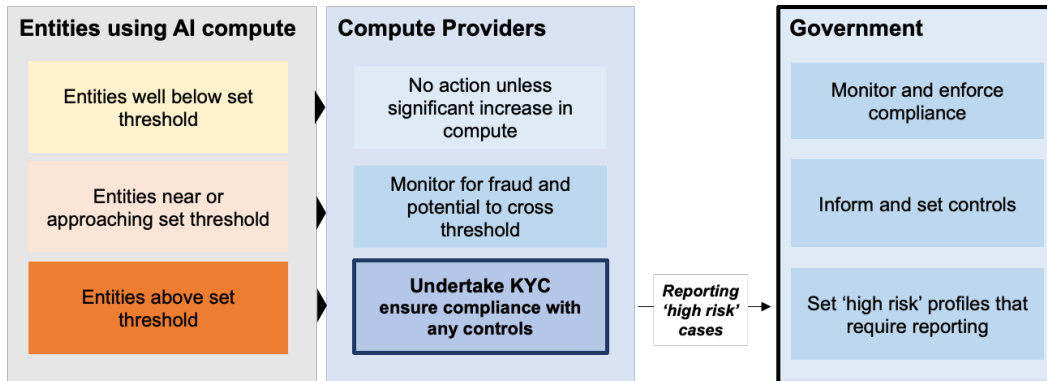 Entities using AI compute
Entities well below set
threshold
Entities near or
approaching set threshold
Entities above set
threshold
Compute Providers
No action unless
significant increase in
compute
Monitor for fraud and
potential to cross
threshold
Undertake KYC
ensure compliance with
any controls
Reporting
‘high risk’
cases
Government
Monitor and enforce
compliance
Inform and set controls
Set ‘high risk’ profiles that
require reporting